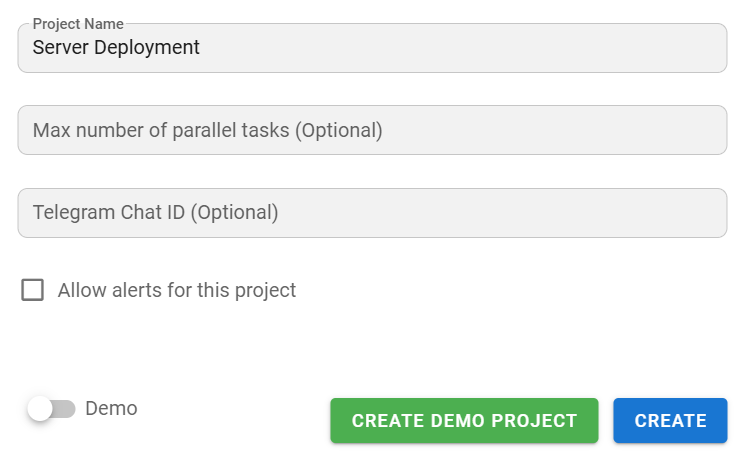 Project Name
Server Deployment
Max number of parallel tasks (Optional)
Telegram Chat ID (Optional)
Allow alerts for this project
Demo
CREATE DEMO PROJECT
CREATE